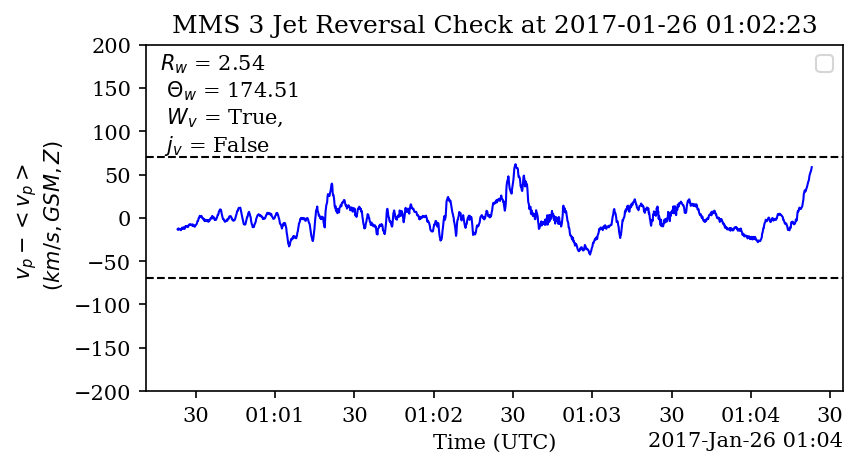 MMS 3 Jet Reversal Check at 2017-01-26 01:02:23
v_p - <v_p>
(km/s, GSM, Z)
200
150
100
50
0
−50
−100
−150
−200
R_w = 2.54
Θ_w = 174.51
W_v = True,
j_v = False
30 01:01 30 01:02 30 01:03 30 01:04 30
Time (UTC)
2017-Jan-26 01:04